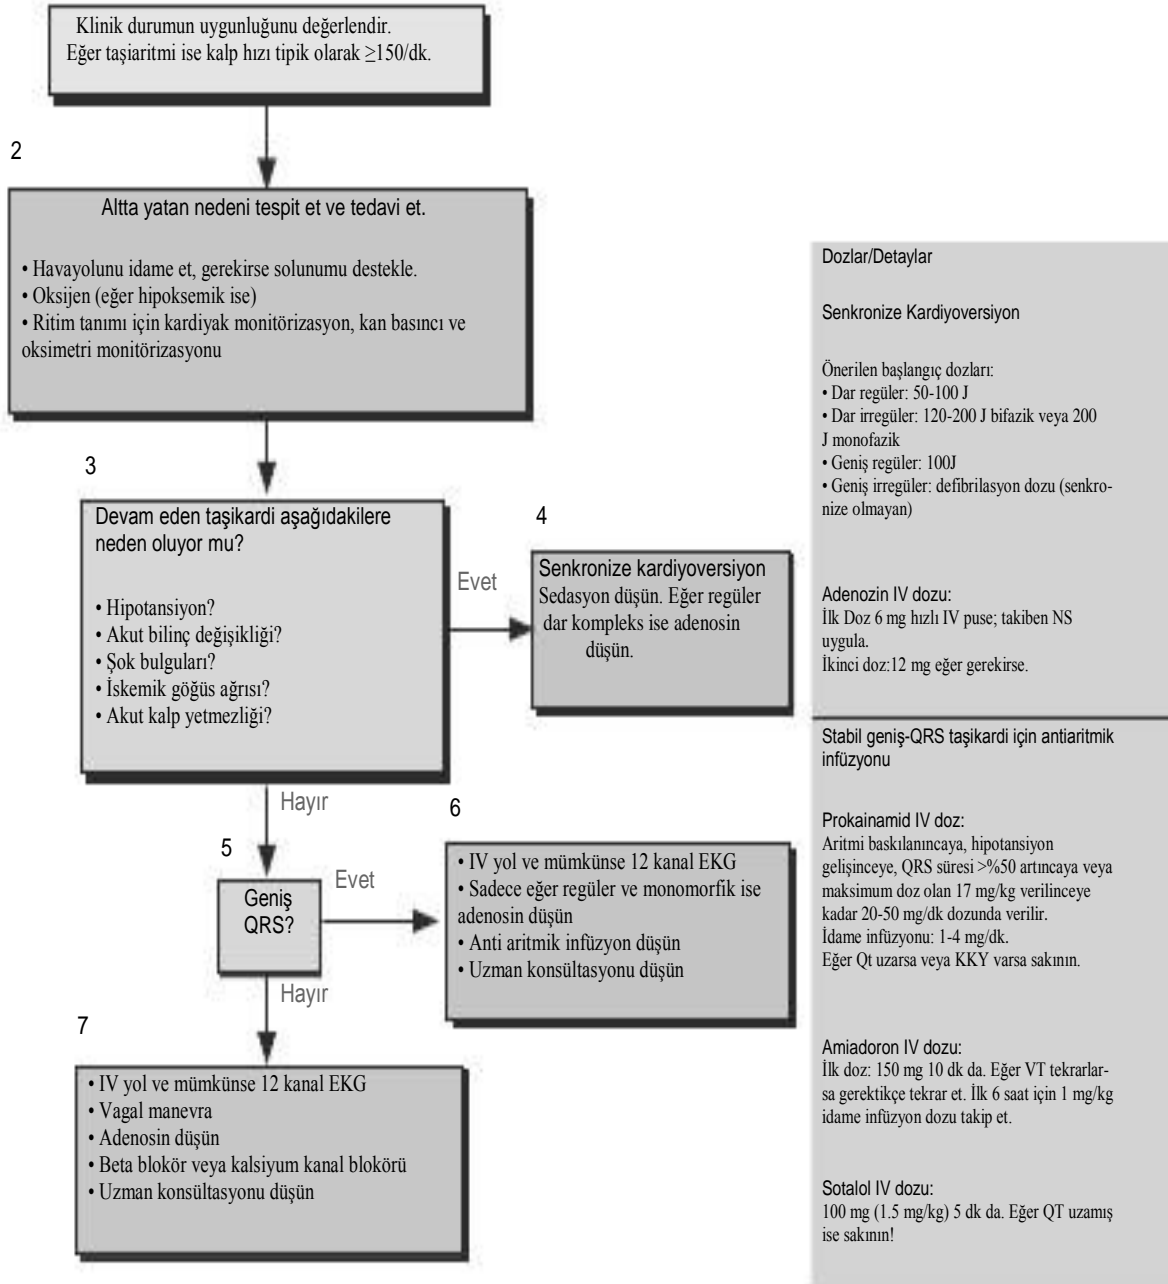 Klinik durumun uygunluğunu değerlendir.
Eğer taşiaritmi ise kalp hızı tipik olarak ≥150/dk.
2
Altta yatan nedeni tespit et ve tedavi et.
• Havayolunu idame et, gerekirse solunumu destekle.
• Oksijen (eğer hipoksemik ise)
• Ritim tanımı için kardiyak monitörizasyon, kan basıncı ve
oksimetri monitörizasyonu
3
Devam eden taşikardi aşağıdakilere
neden oluyor mu?
• Hipotansiyon?
• Akut bilinç değişikliği?
• Şok bulguları?
• İskemik göğüs ağrısı?
• Akut kalp yetmezliği?
Evet
4
Senkronize kardiyoversiyon
Sedasyon düşün. Eğer regüler
dar kompleks ise adenosin
düşün.
Hayır
5
Geniş
QRS?
Evet
6
• IV yol ve mümkünse 12 kanal EKG
• Sadece eğer regüler ve monomorfik ise
adenosin düşün
• Anti aritmik infüzyon düşün
• Uzman konsültasyonu düşün
Hayır
7
• IV yol ve mümkünse 12 kanal EKG
• Vagal manevra
• Adenosin düşün
• Beta blokör veya kalsiyum kanal blokörü
• Uzman konsültasyonu düşün
Dozlar/Detaylar
Senkronize Kardiyoversiyon
Önerilen başlangıç dozları:
• Dar regüler: 50-100 J
• Dar irregüler: 120-200 J bifazik veya 200
J monofazik
• Geniş regüler: 100J
• Geniş irregüler: defibrilasyon dozu (senkro-
nize olmayan)
Adenozin IV dozu:
İlk Doz 6 mg hızlı IV puse; takiben NS
uygula.
İkinci doz:12 mg eğer gerekirse.
Stabil geniş-QRS taşikardi için antiaritmik
infüzyonu
Prokainamid IV doz:
Aritmi baskılanıncaya, hipotansiyon
gelişinceye, QRS süresi >%50 artıncaya veya
maksimum doz olan 17 mg/kg verilinceye
kadar 20-50 mg/dk dozunda verilir.
İdame infüzyonu: 1-4 mg/dk.
Eğer Qt uzarsa veya KKY varsa sakının.
Amiadoron IV dozu:
İlk doz: 150 mg 10 dk da. Eğer VT tekrarlar-
sa gerektikçe tekrar et. İlk 6 saat için 1 mg/kg
idame infüzyon dozu takip et.
Sotalol IV dozu:
100 mg (1.5 mg/kg) 5 dk da. Eğer QT uzamış
ise sakının!